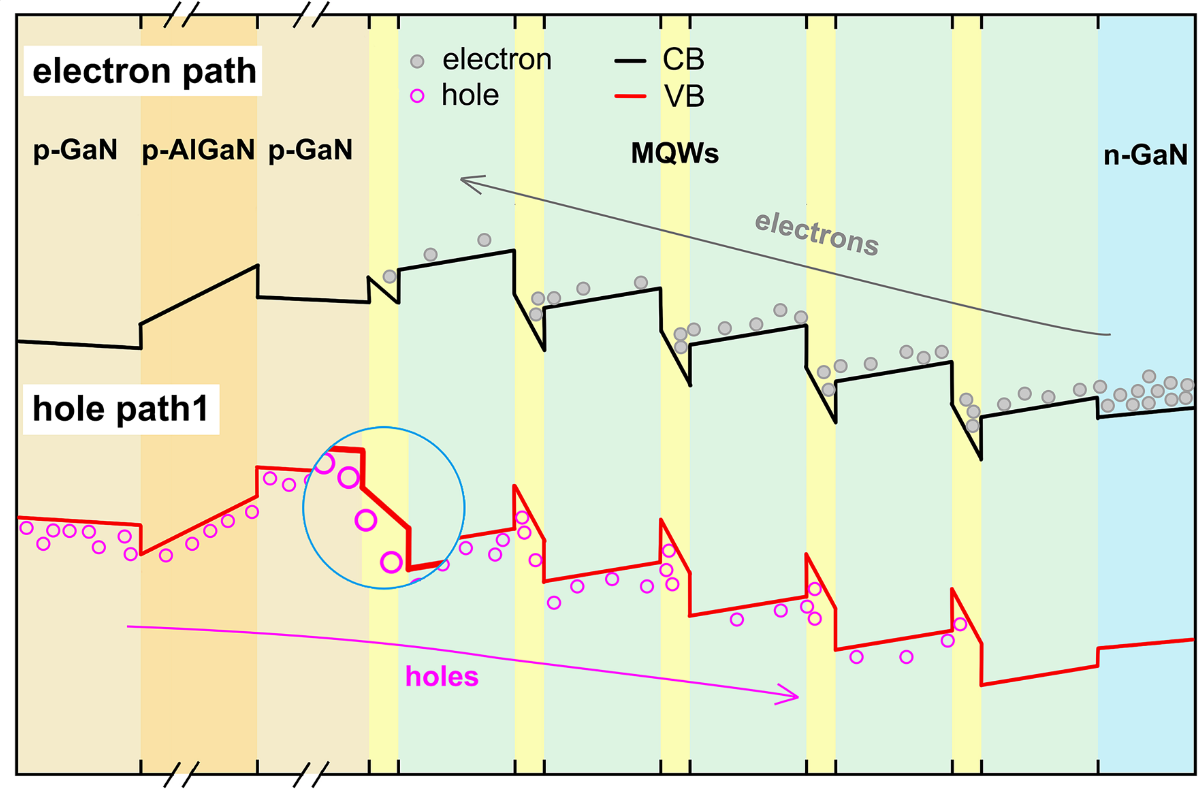 electron path
electron
CB
hole
VB
p-GaN
p-AlGaN
p-GaN
MQWs
n-GaN
electrons
hole path1
holes